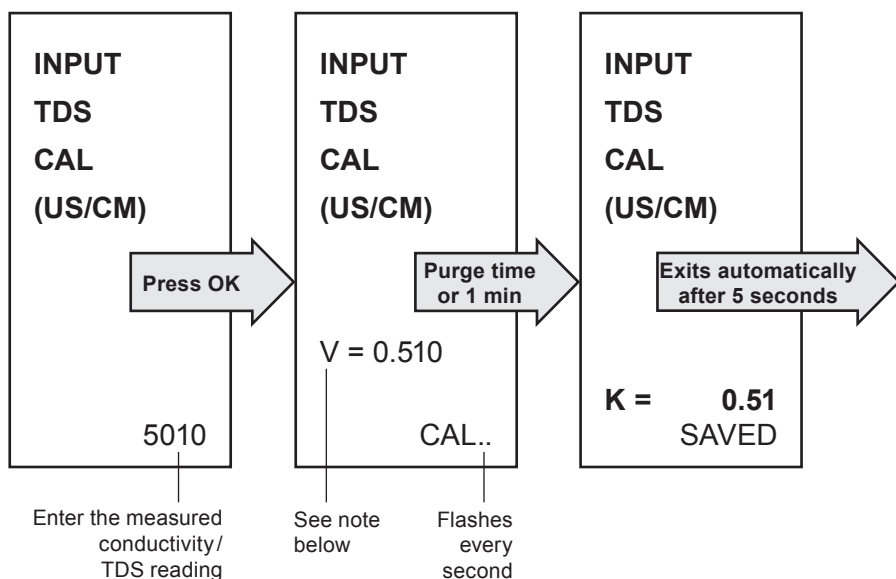 INPUT
TDS
CAL
(US/CM)
Press OK
5010
Enter the measured
conductivity/
TDS reading
INPUT
TDS
CAL
(US/CM)
Purge time
or 1 min
V = 0.510
CAL..
See note
below
Flashes
every
second
INPUT
TDS
CAL
(US/CM)
Exits automatically
after 5 seconds
K = 0.51
SAVED